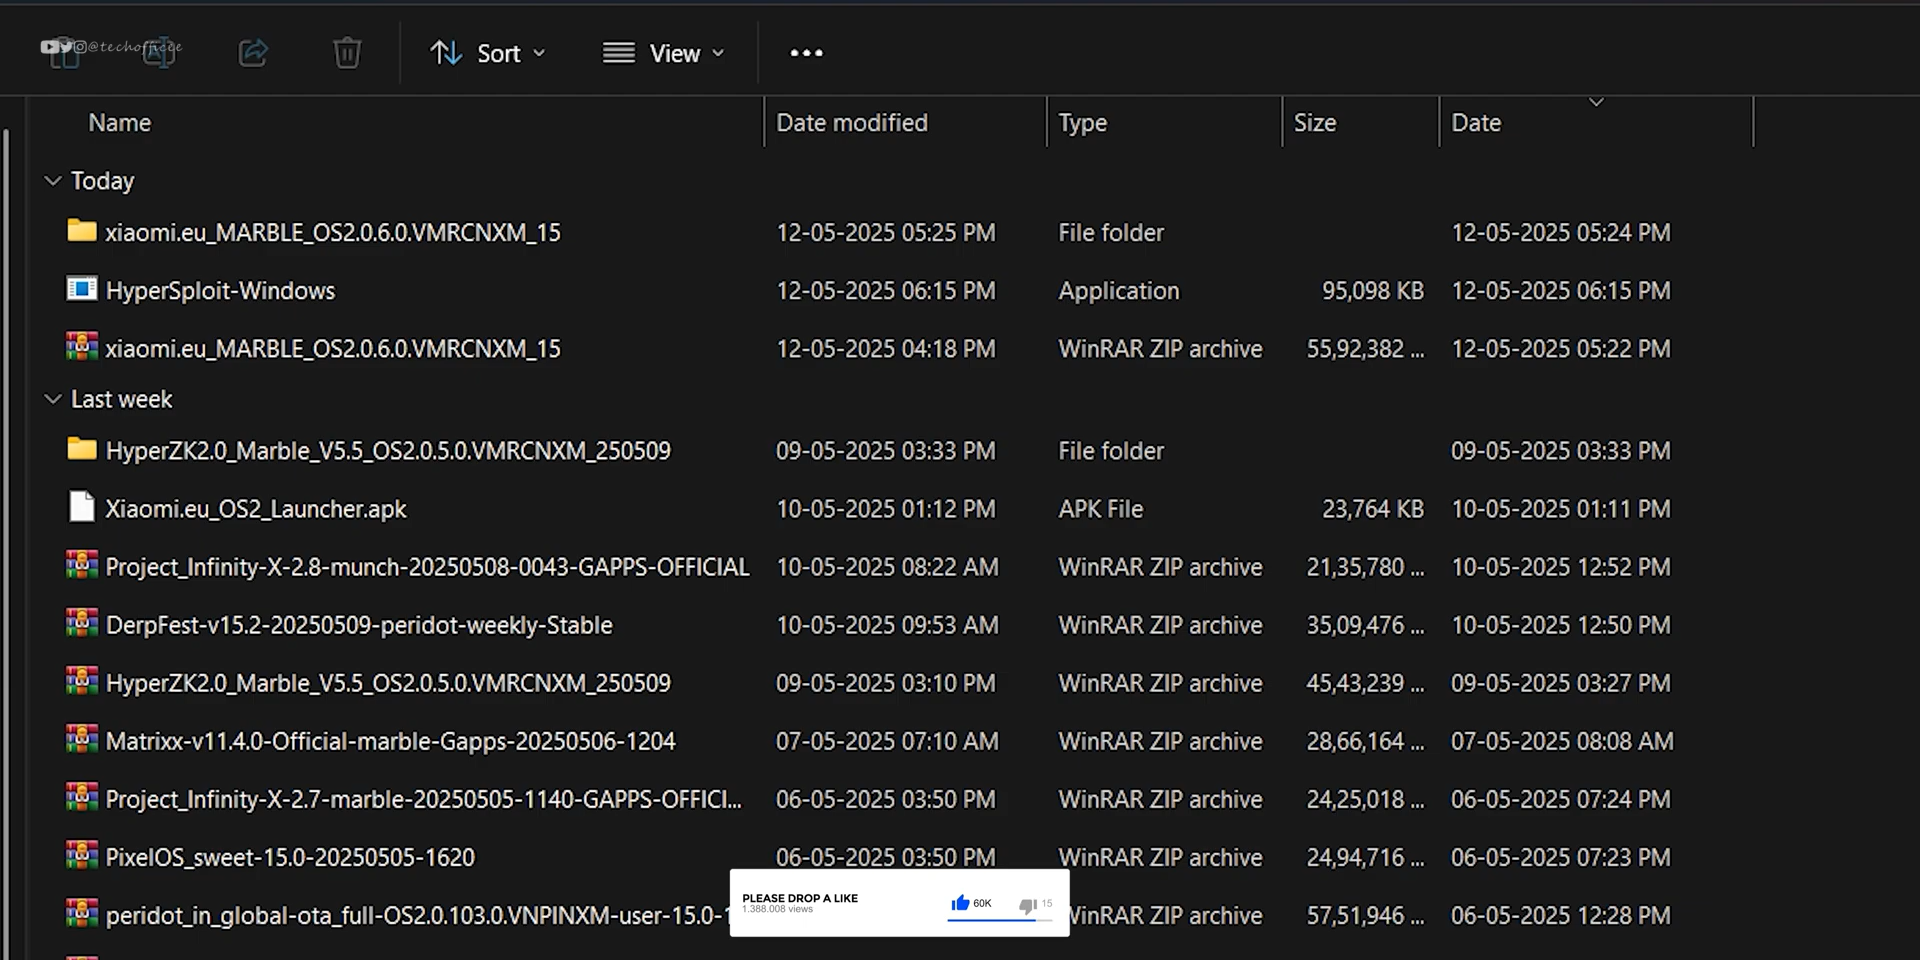 @techofficee
Sort View
Name Date modified Type Size Date
Today
xiaomi.eu_MARBLE_OS2.0.6.0.VMRCNXM_15 12-05-2025 05:25 PM File folder 12-05-2025 05:24 PM
HyperSploit-Windows 12-05-2025 06:15 PM Application 95,098 KB 12-05-2025 06:15 PM
xiaomi.eu_MARBLE_OS2.0.6.0.VMRCNXM_15 12-05-2025 04:18 PM WinRAR ZIP archive 55,92,382 ... 12-05-2025 05:22 PM
Last week
HyperZK2.0_Marble_V5.5_OS2.0.5.0.VMRCNXM_250509 09-05-2025 03:33 PM File folder 09-05-2025 03:33 PM
Xiaomi.eu_OS2_Launcher.apk 10-05-2025 01:12 PM APK File 23,764 KB 10-05-2025 01:11 PM
Project_Infinity-X-2.8-munch-20250508-0043-GAPPS-OFFICIAL 10-05-2025 08:22 AM WinRAR ZIP archive 21,35,780 ... 10-05-2025 12:52 PM
DerpFest-v15.2-20250509-peridot-weekly-Stable 10-05-2025 09:53 AM WinRAR ZIP archive 35,09,476 ... 10-05-2025 12:50 PM
HyperZK2.0_Marble_V5.5_OS2.0.5.0.VMRCNXM_250509 09-05-2025 03:10 PM WinRAR ZIP archive 45,43,239 ... 09-05-2025 03:27 PM
Matrixx-v11.4.0-Official-marble-Gapps-20250506-1204 07-05-2025 07:10 AM WinRAR ZIP archive 28,66,164 ... 07-05-2025 08:08 AM
Project_Infinity-X-2.7-marble-20250505-1140-GAPPS-OFFICI... 06-05-2025 03:50 PM WinRAR ZIP archive 24,25,018 ... 06-05-2025 07:24 PM
PixelOS_sweet-15.0-20250505-1620 06-05-2025 03:50 PM WinRAR ZIP archive 24,94,716 ... 06-05-2025 07:23 PM
peridot_in_global-ota_full-OS2.0.103.0.VNPINXM-user-15.0- WinRAR ZIP archive 57,51,946 ... 06-05-2025 12:28 PM
PLEASE DROP A LIKE 60K 15
1.388.008 views